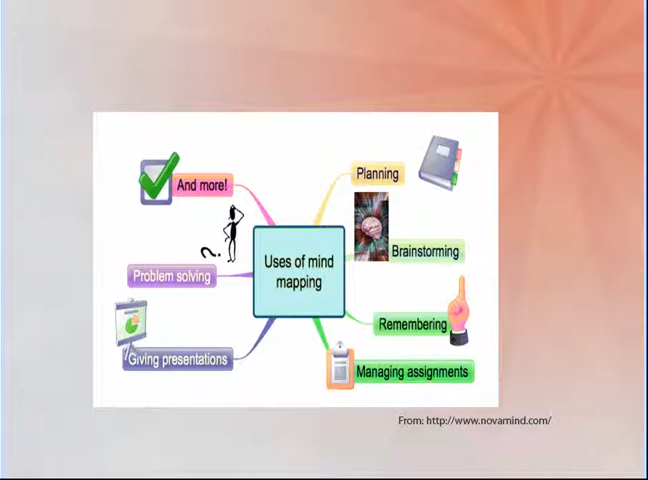 And more!
Planning
Uses of mind
mapping
Brainstorming
?
Problem solving
Remembering
Giving presentations
Managing assignments
From: http://www.novamind.com/